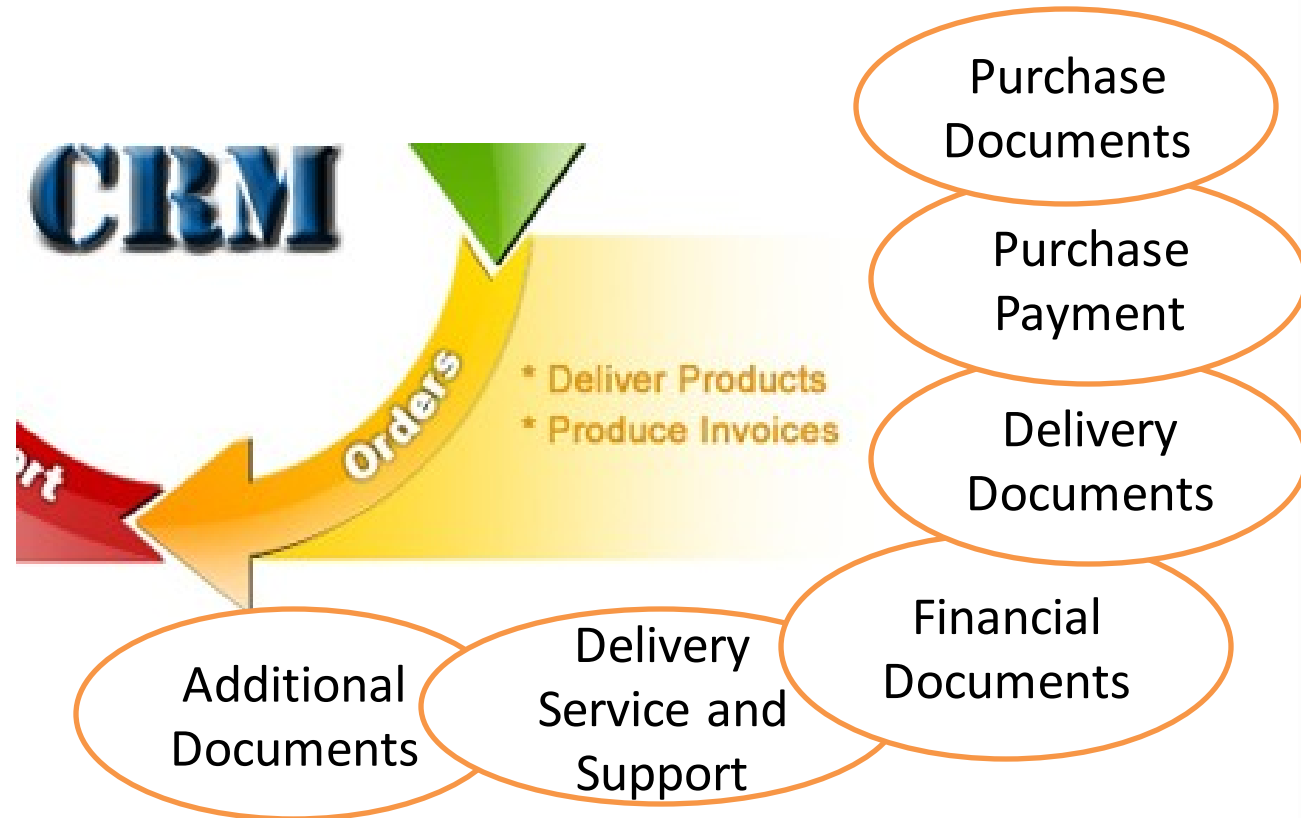 CRM
Orders
* Deliver Products
* Produce Invoices
Purchase
Documents
Purchase
Payment
Delivery
Documents
Financial
Documents
Delivery
Service and
Support
Additional
Documents